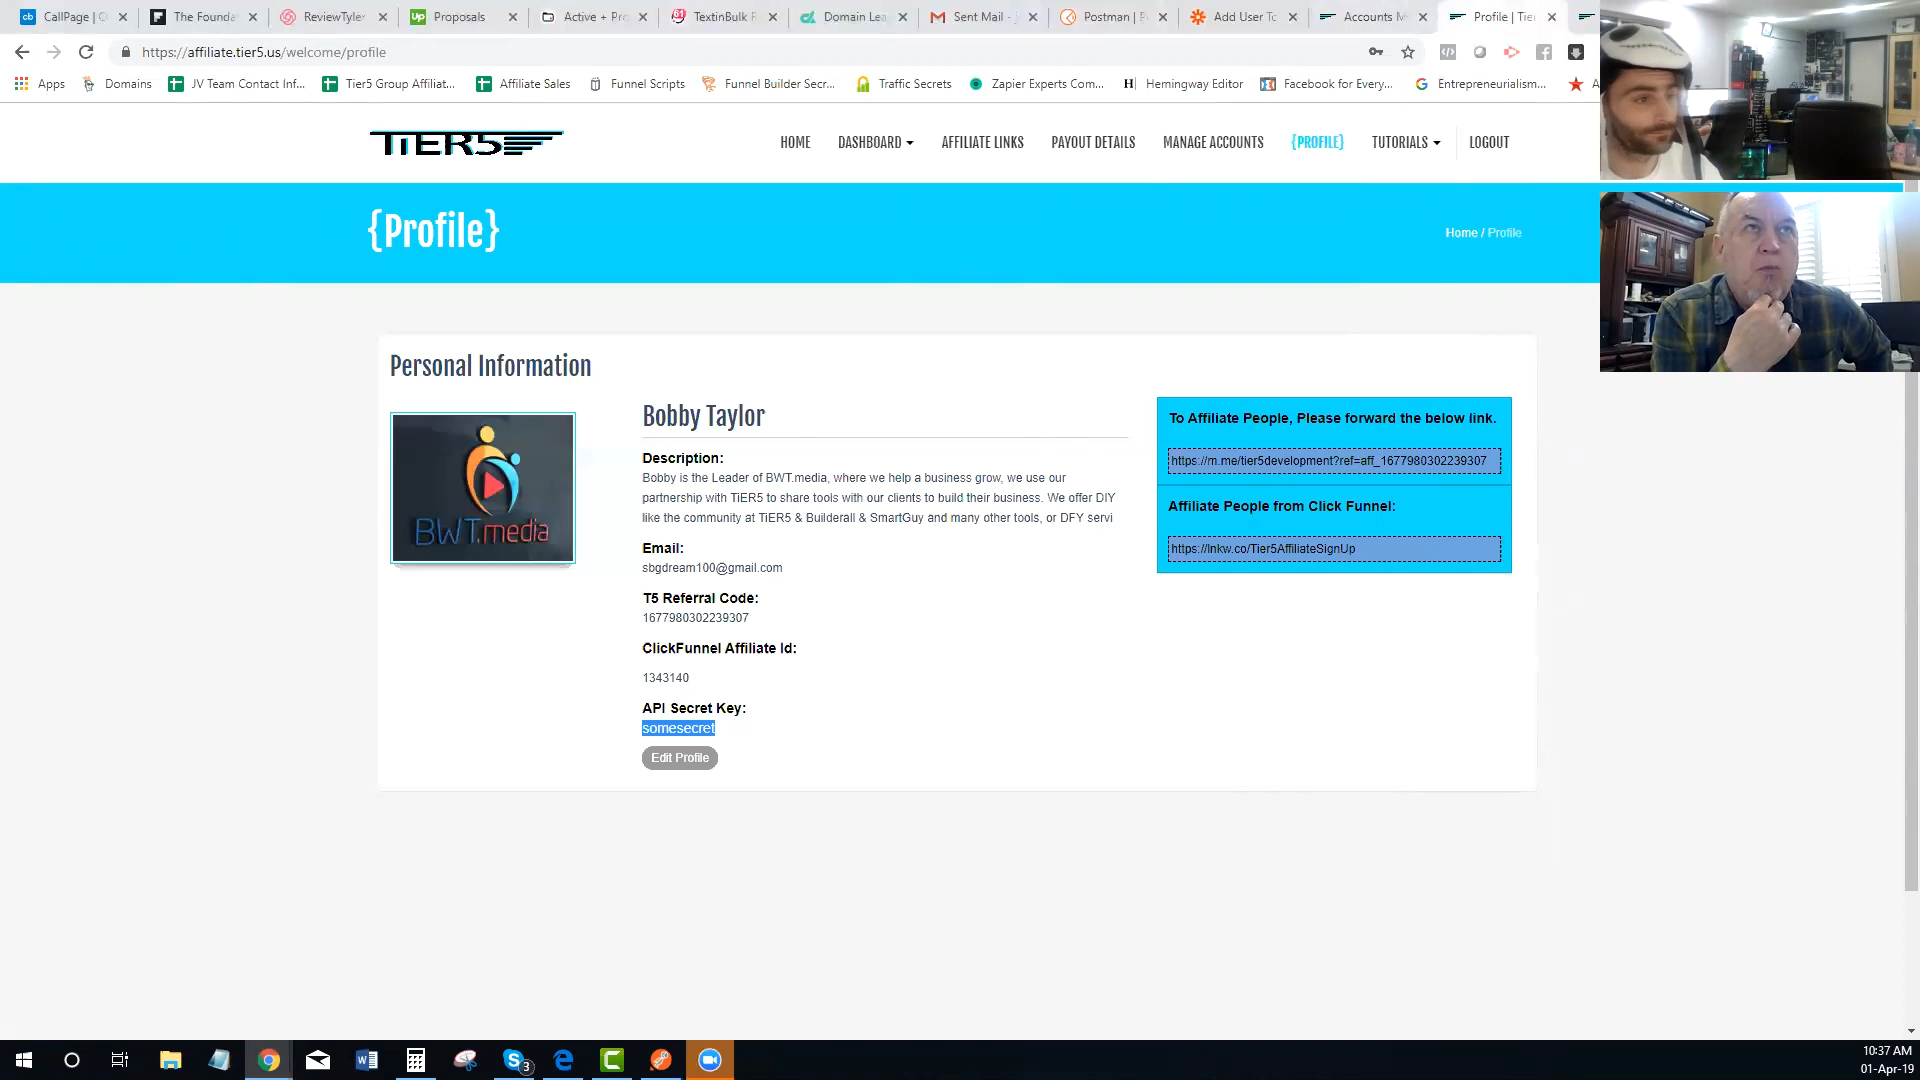 CallPage | C
The Founda
ReviewTyler
Proposals
Active + Pro
TextinBulk F
Domain Lea
Sent Mail -
Postman | P
Add User To
Accounts M
Profile | Tier
https://affiliate.tier5.us/welcome/profile
Apps
Domains
JV Team Contact Inf...
Tier5 Group Affiliat...
Affiliate Sales
Funnel Scripts
Funnel Builder Secr...
Traffic Secrets
Zapier Experts Com...
Hemingway Editor
Facebook for Every...
Entrepreneurialism...
A
TiER5
HOME
DASHBOARD
AFFILIATE LINKS
PAYOUT DETAILS
MANAGE ACCOUNTS
{PROFILE}
TUTORIALS
LOGOUT
{Profile}
Home / Profile
Personal Information
BWT.media
Bobby Taylor
Description:
Bobby is the Leader of BWT.media, where we help a business grow, we use our
partnership with TiER5 to share tools with our clients to build their business. We offer DIY
like the community at TiER5 & Builderall & SmartGuy and many other tools, or DFY servi
Email:
sbgdream100@gmail.com
T5 Referral Code:
1677980302239307
ClickFunnel Affiliate Id:
1343140
API Secret Key:
somesecret
Edit Profile
To Affiliate People, Please forward the below link.
https://m.me/tier5development?ref=aff_1677980302239307
Affiliate People from Click Funnel:
https://lnkw.co/Tier5AffiliateSignUp
3
10:37 AM
01-Apr-19